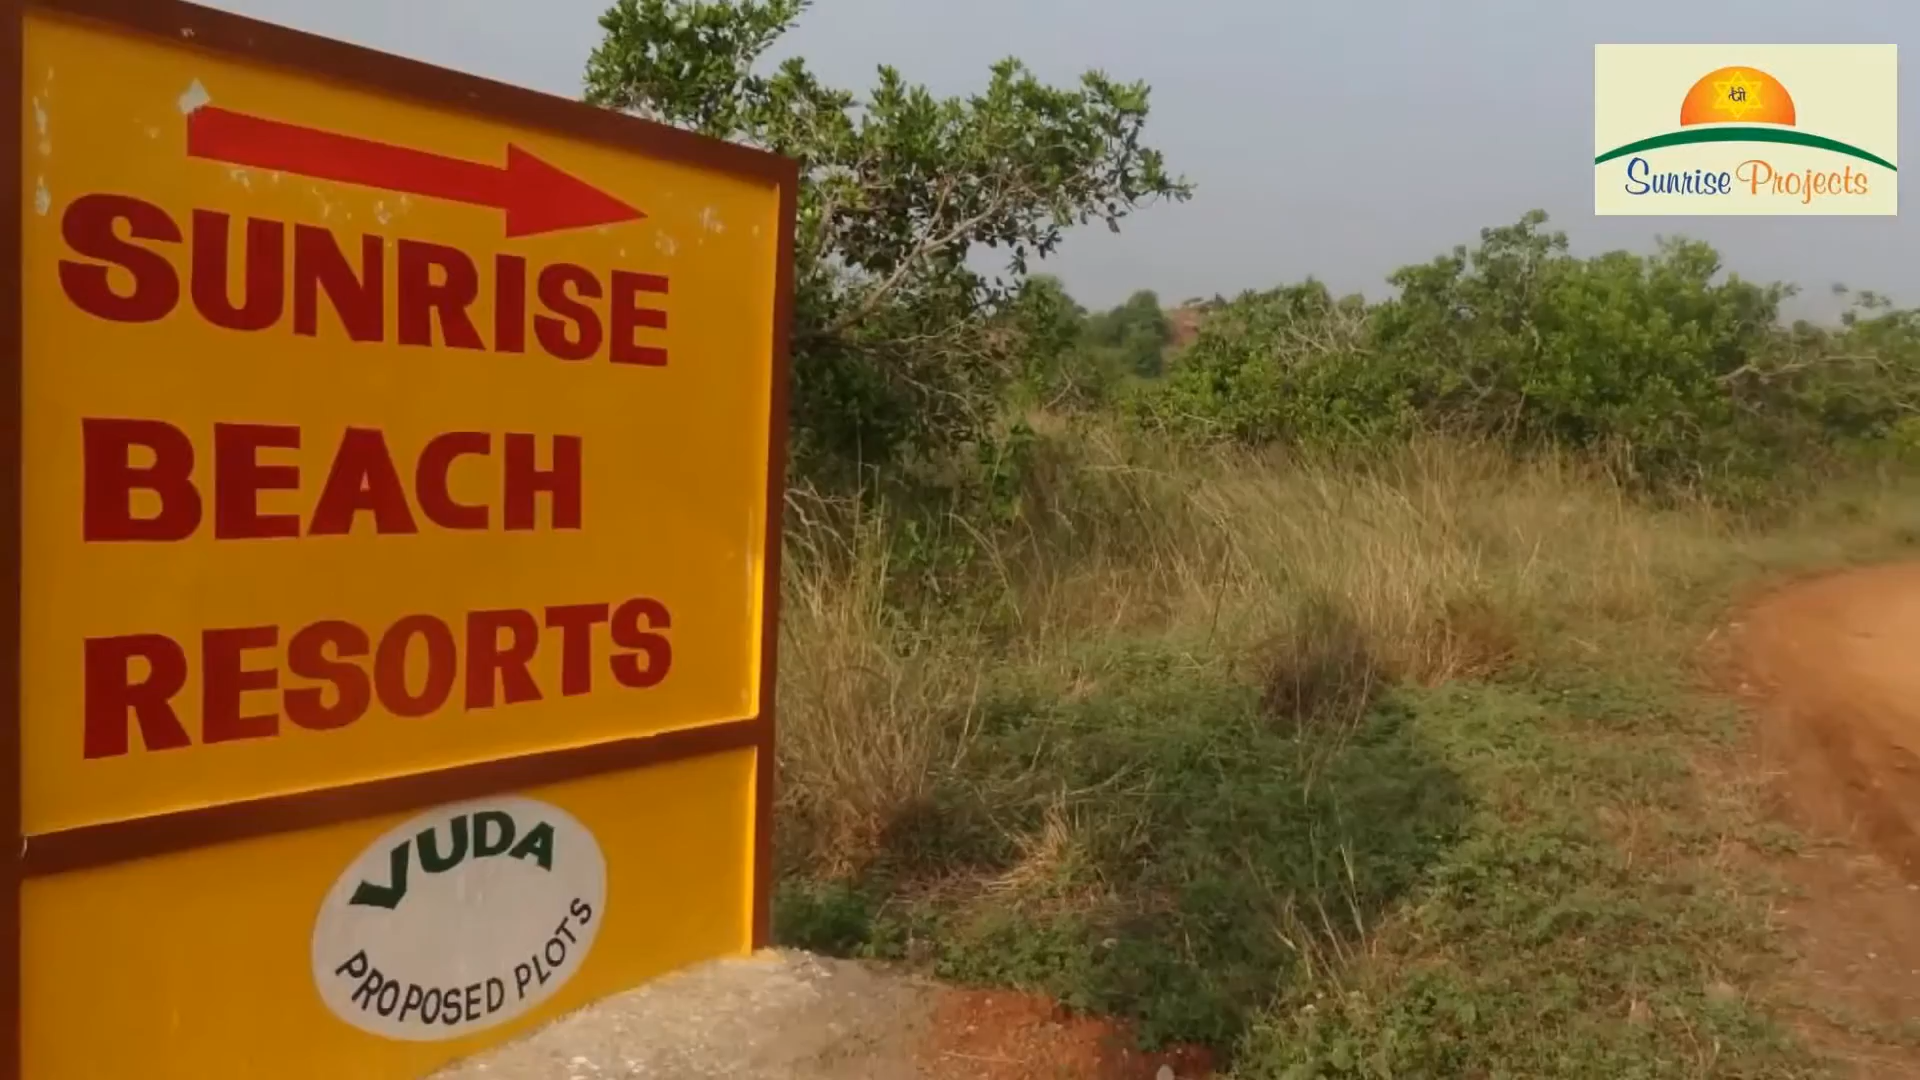 SUNRISE
BEACH
RESORTS
VUDA
PROPOSED PLOTS
श्री
Sunrise Projects